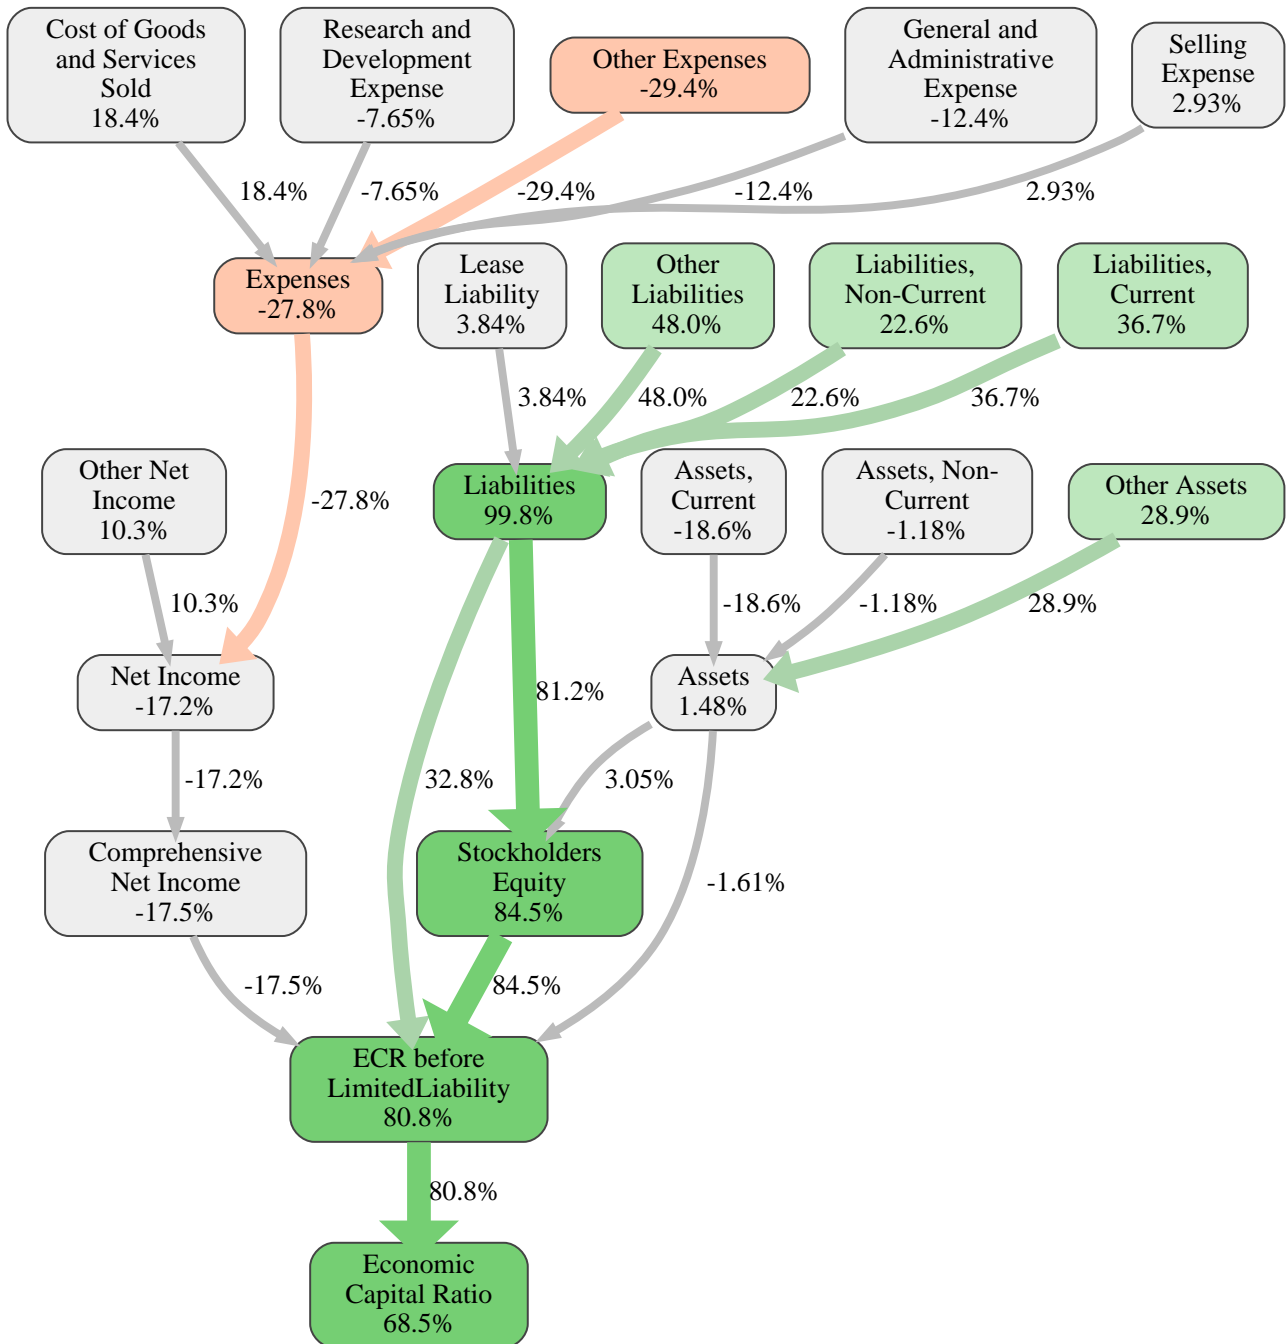 Cost of Goods
and Services
Sold
18.4%
Research and
Development
Expense
-7.65%
Other Expenses
-29.4%
General and
Administrative
Expense
-12.4%
Selling
Expense
2.93%
18.4%
-7.65%
-29.4%
-12.4%
2.93%
Expenses
-27.8%
Lease
Liability
3.84%
Other
Liabilities
48.0%
Liabilities,
Non-Current
22.6%
Liabilities,
Current
36.7%
3.84%
48.0%
22.6%
36.7%
Other Net
Income
10.3%
-27.8%
Liabilities
99.8%
Assets,
Current
-18.6%
Assets, Non-
Current
-1.18%
Other Assets
28.9%
10.3%
-18.6%
-1.18%
28.9%
Net Income
-17.2%
81.2%
Assets
1.48%
-17.2%
32.8%
3.05%
Comprehensive
Net Income
-17.5%
Stockholders
Equity
84.5%
-1.61%
-17.5%
84.5%
ECR before
LimitedLiability
80.8%
80.8%
Economic
Capital Ratio
68.5%